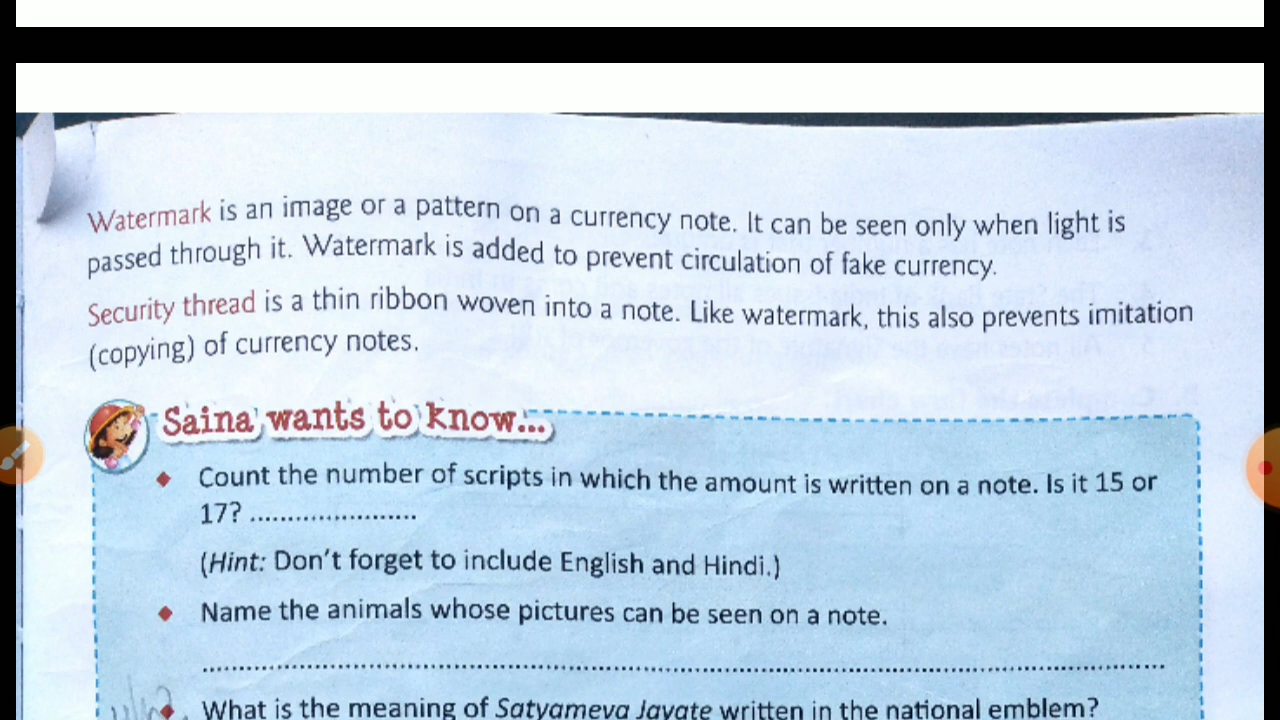 Watermark is an image or a pattern on a currency note. It can be seen only when light is
passed through it. Watermark is added to prevent circulation of fake currency.
Security thread is a thin ribbon woven into a note. Like watermark, this also prevents imitation
(copying) of currency notes.
Saina wants to know...
♦ Count the number of scripts in which the amount is written on a note. Is it 15 or
17? ......................
(Hint: Don't forget to include English and Hindi.)
♦ Name the animals whose pictures can be seen on a note.
♦ What is the meaning of Satyameva Jayate written in the national emblem?